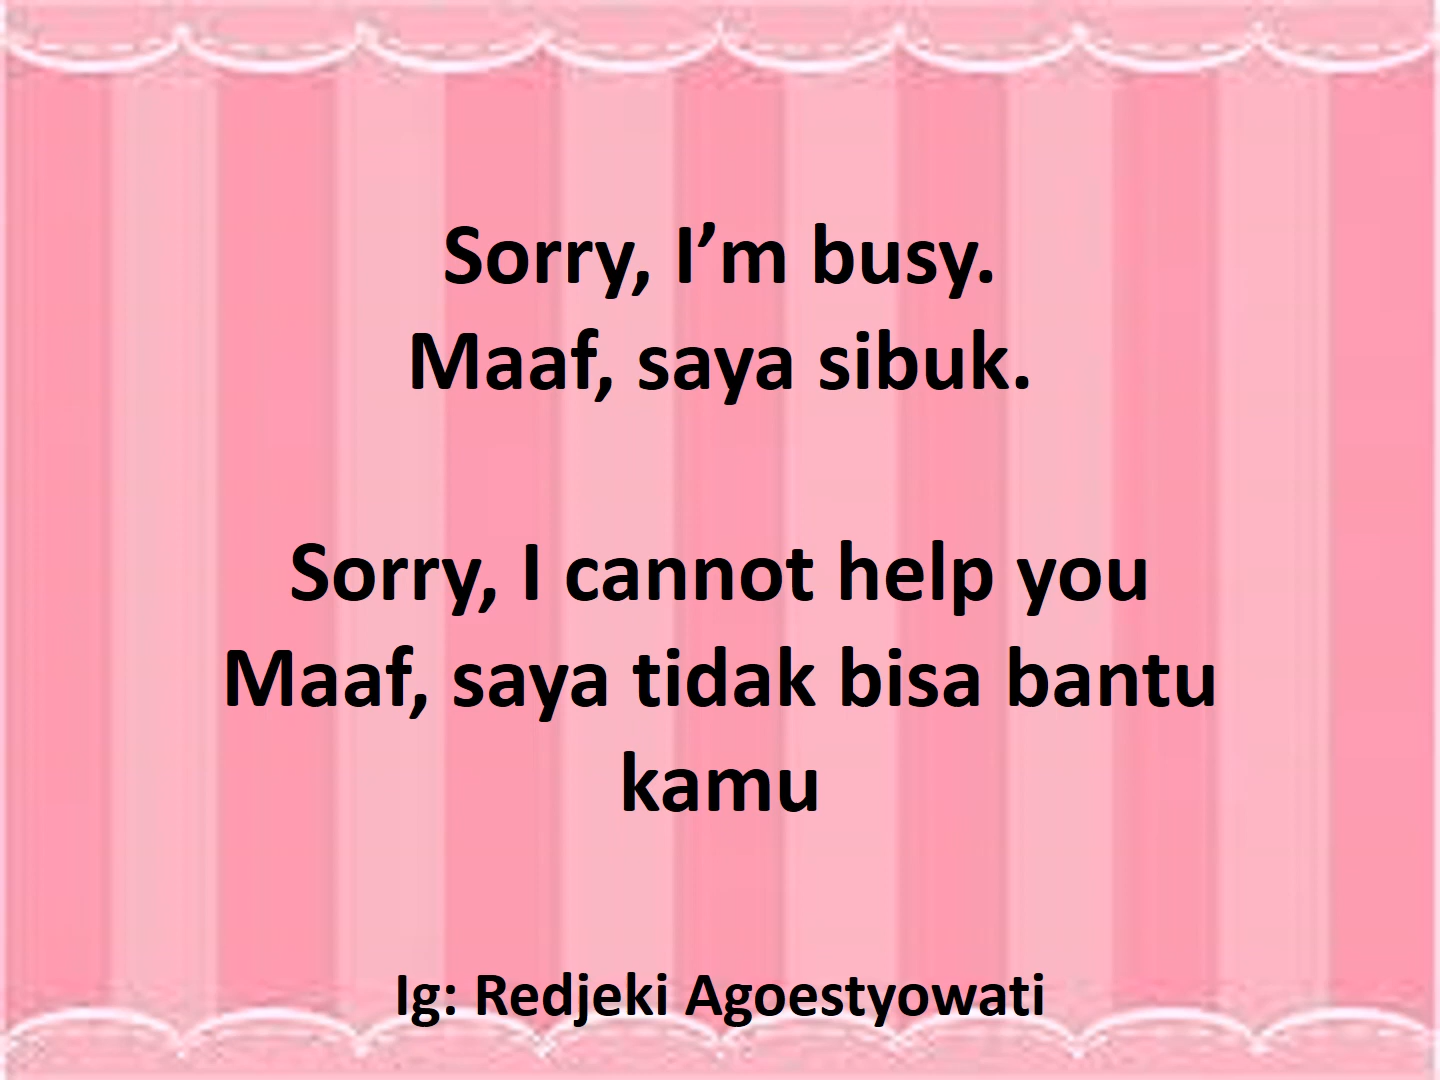 Sorry, I’m busy.
Maaf, saya sibuk.
Sorry, I cannot help you
Maaf, saya tidak bisa bantu
kamu
Ig: Redjeki Agoestyowati